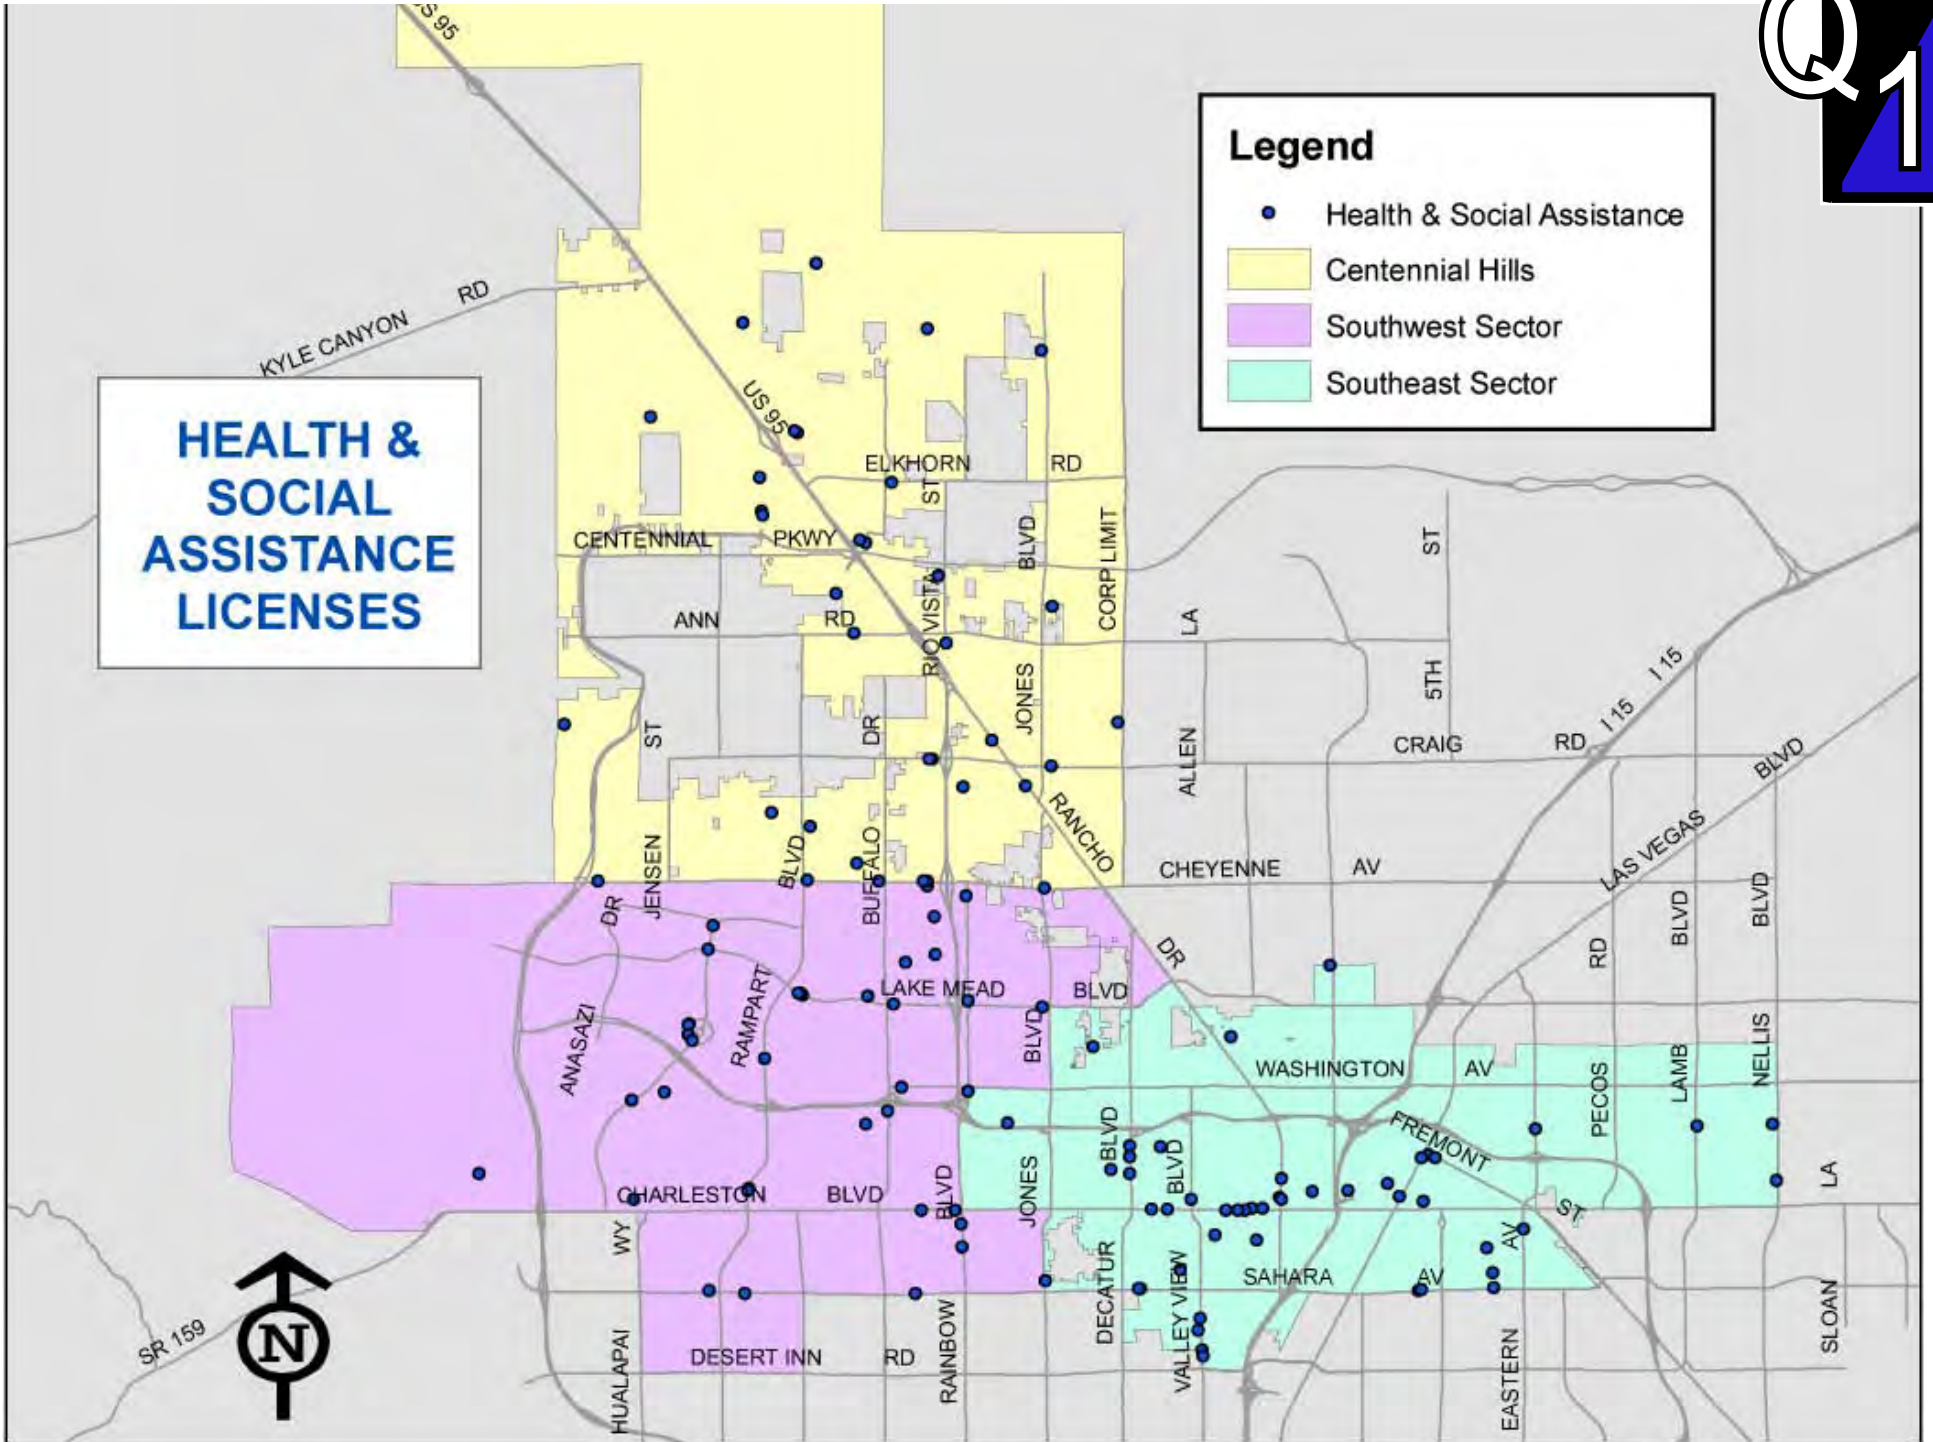 US 95
Q1
Legend
Health & Social Assistance
Centennial Hills
Southwest Sector
Southeast Sector
KYLE CANYON RD
HEALTH &
SOCIAL
ASSISTANCE
LICENSES
US 95
ELKHORN RD
ST
CENTENNIAL PKWY
BLVD
CORP LIMIT
ST
ANN RD
RIO VISTA
LA
5TH
I 15
I 15
JONES
ST
DR
ALLEN
CRAIG RD
BLVD
RANCHO
LAS VEGAS
JENSEN
BLVD
BUFFALO
CHEYENNE AV
DR
DR
RD
BLVD
BLVD
LAKE MEAD BLVD
RAMPART
ANASAZI
BLVD
WASHINGTON AV
PECOS
LAMB
NELLIS
BLVD
BLVD
FREMONT
ST
CHARLESTON BLVD
BLVD
JONES
LA
WY
AV
DECATUR
VALLEY VIEW
SAHARA AV
SR 159
N
HUALAPAI
DESERT INN RD
RAINBOW
EASTERN
SLOAN